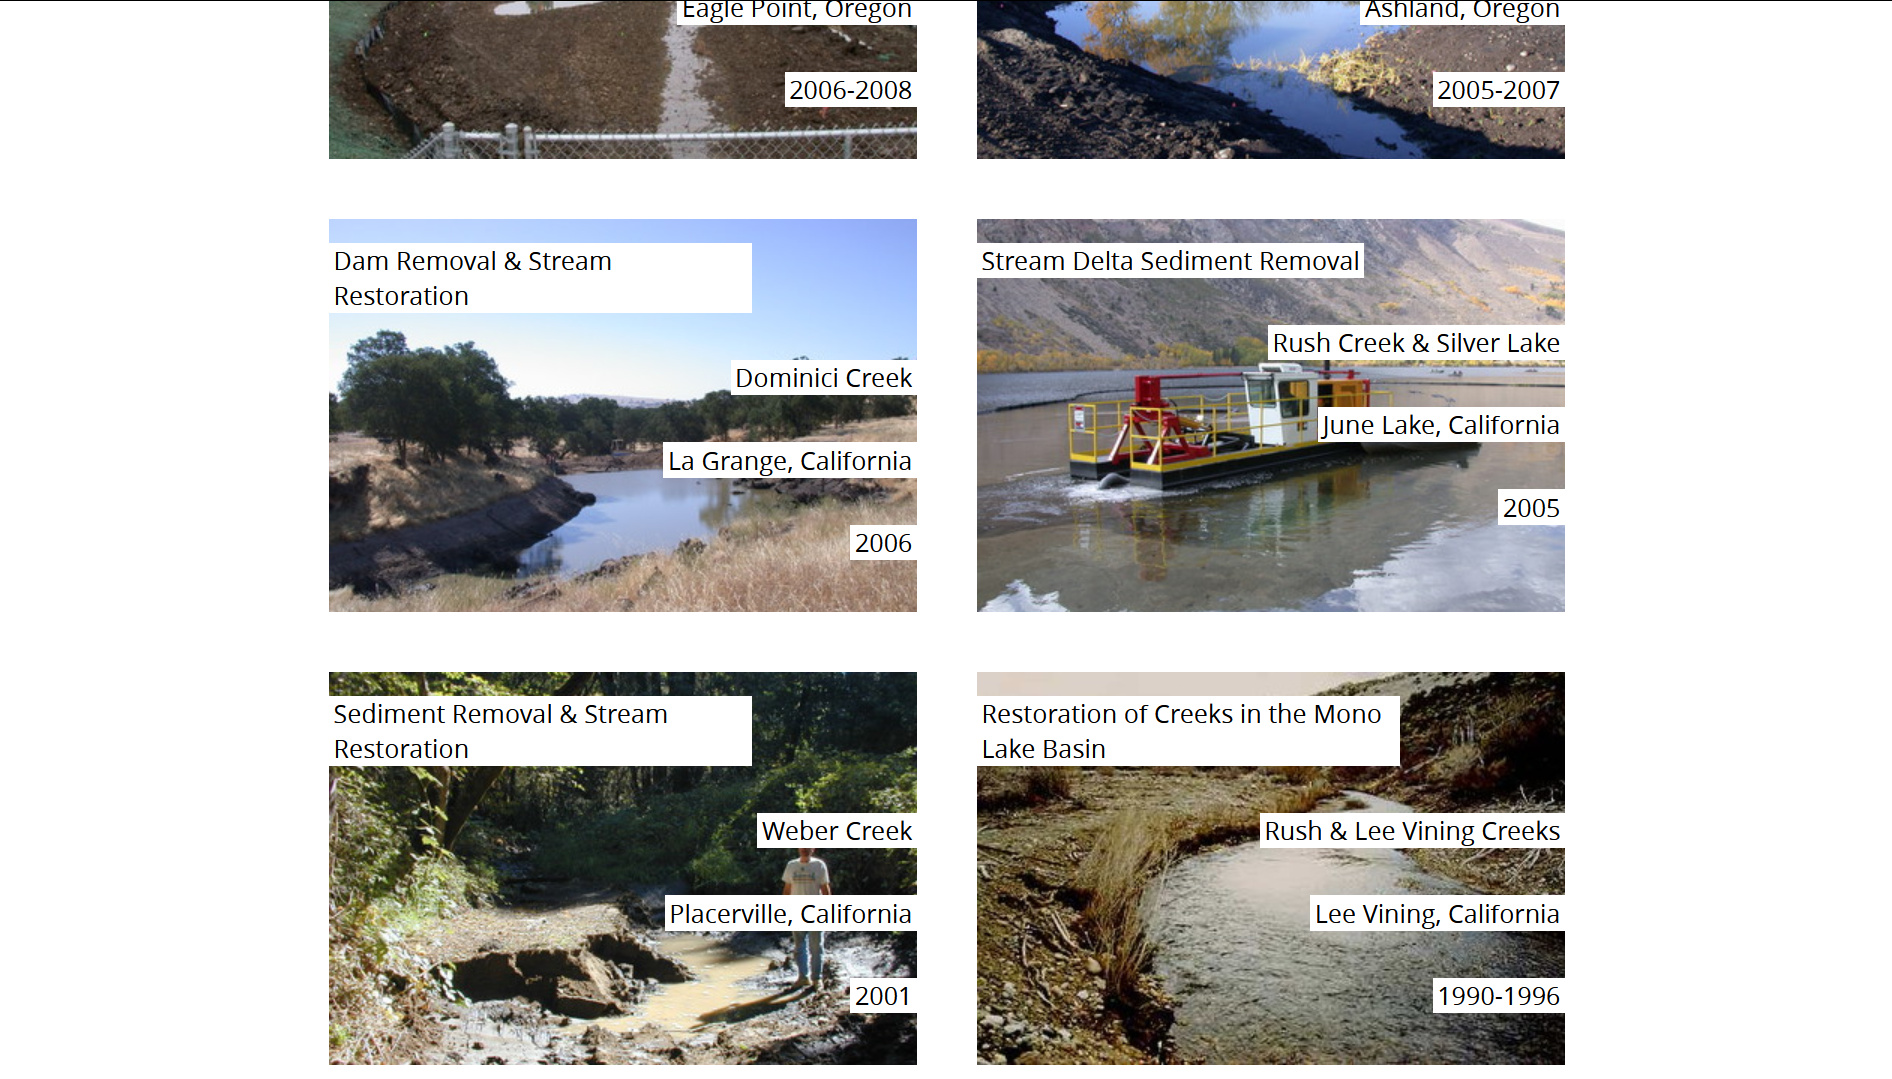 Eagle Point, Oregon
2006-2008
Ashland, Oregon
2005-2007
Dam Removal & Stream
Restoration
Dominici Creek
La Grange, California
2006
Stream Delta Sediment Removal
Rush Creek & Silver Lake
June Lake, California
2005
Sediment Removal & Stream
Restoration
Weber Creek
Placerville, California
2001
Restoration of Creeks in the Mono
Lake Basin
Rush & Lee Vining Creeks
Lee Vining, California
1990-1996